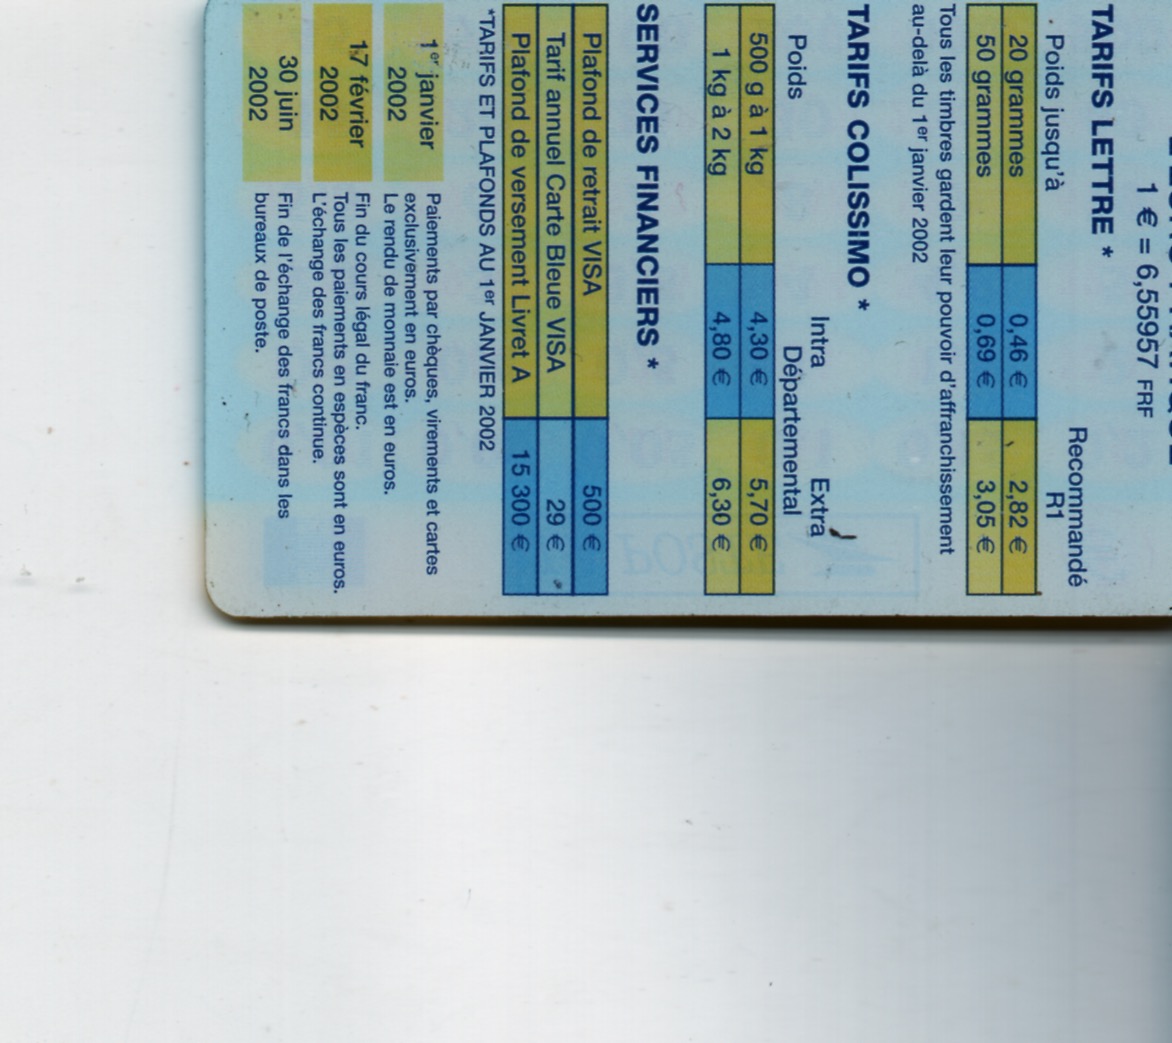 1 € = 6,55957 FRF
TARIFS LETTRE *
Poids jusqu'à
Recommandé
R1
20 grammes 0,46 € 2,82 €
50 grammes 0,69 € 3,05 €
Tous les timbres gardent leur pouvoir d'affranchissement
au-delà du 1er janvier 2002
TARIFS COLISSIMO *
Poids
Intra Extra
Départemental
500 g à 1 kg 4,30 € 5,70 €
1 kg à 2 kg 4,80 € 6,30 €
SERVICES FINANCIERS *
Plafond de retrait VISA 500 €
Tarif annuel Carte Bleue VISA 29 €
Plafond de versement Livret A 15 300 €
*TARIFS ET PLAFONDS AU 1er JANVIER 2002
1er janvier
2002
Paiements par chèques, virements et cartes
exclusivement en euros.
Le rendu de monnaie est en euros.
17 février
2002
Fin du cours légal du franc.
Tous les paiements en espèces sont en euros.
L'échange des francs continue.
30 juin
2002
Fin de l'échange des francs dans les
bureaux de poste.